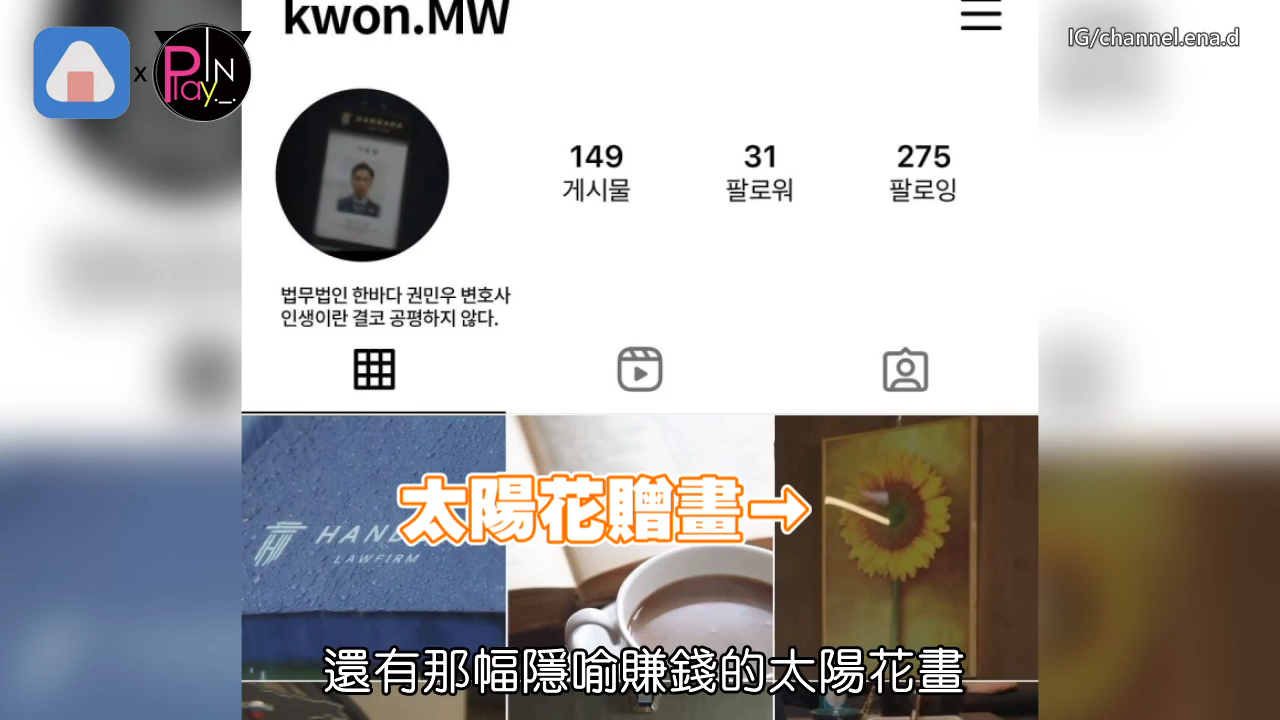 kwon.MW
IG/channel.ena.d
x
PlayIN._.
149
31
275
게시물
팔로워
팔로잉
법무법인 한바다 권민우 변호사
인생이란 결코 공평하지 않다.
太陽花贈畫→
LAWFIRM
還有那幅隱喻賺錢的太陽花畫